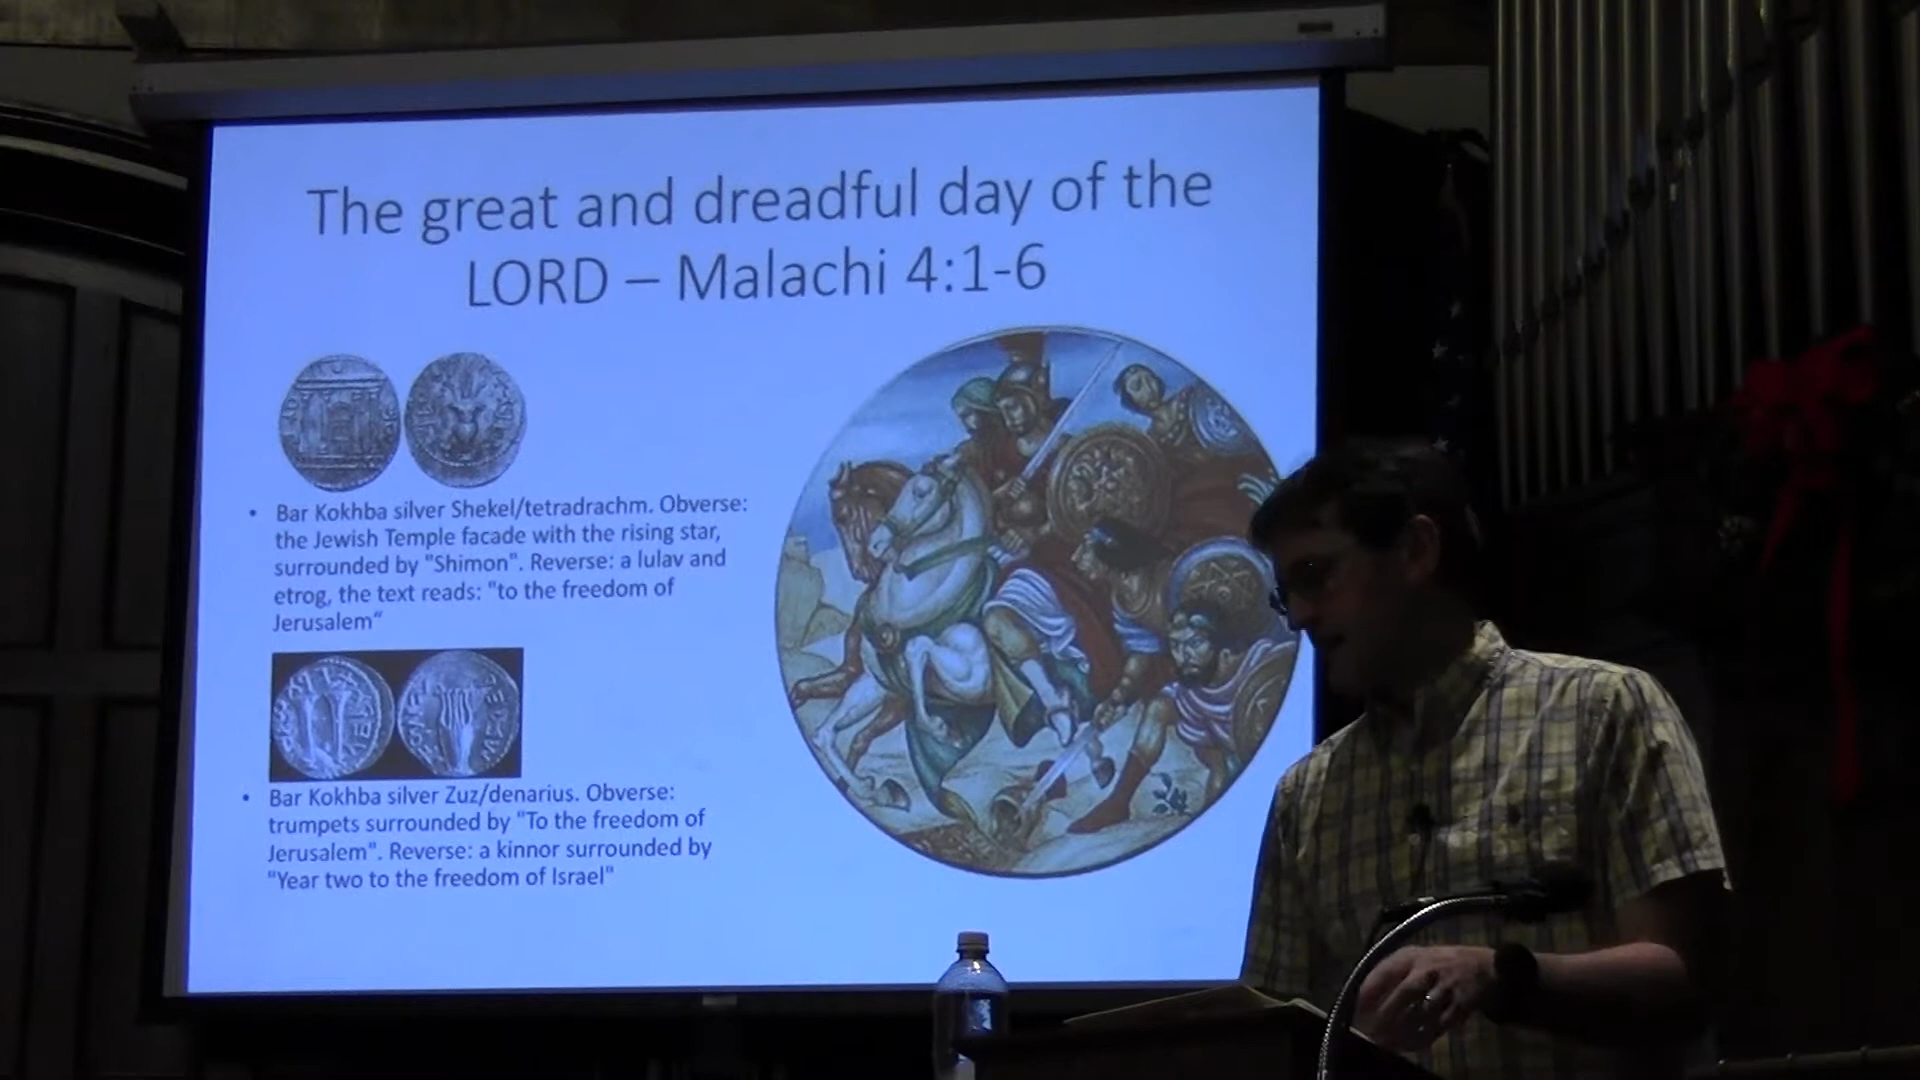 The great and dreadful day of the
LORD – Malachi 4:1-6
• Bar Kokhba silver Shekel/tetradrachm. Obverse:
the Jewish Temple facade with the rising star,
surrounded by "Shimon". Reverse: a lulav and
etrog, the text reads: "to the freedom of
Jerusalem“
• Bar Kokhba silver Zuz/denarius. Obverse:
trumpets surrounded by "To the freedom of
Jerusalem". Reverse: a kinnor surrounded by
"Year two to the freedom of Israel"